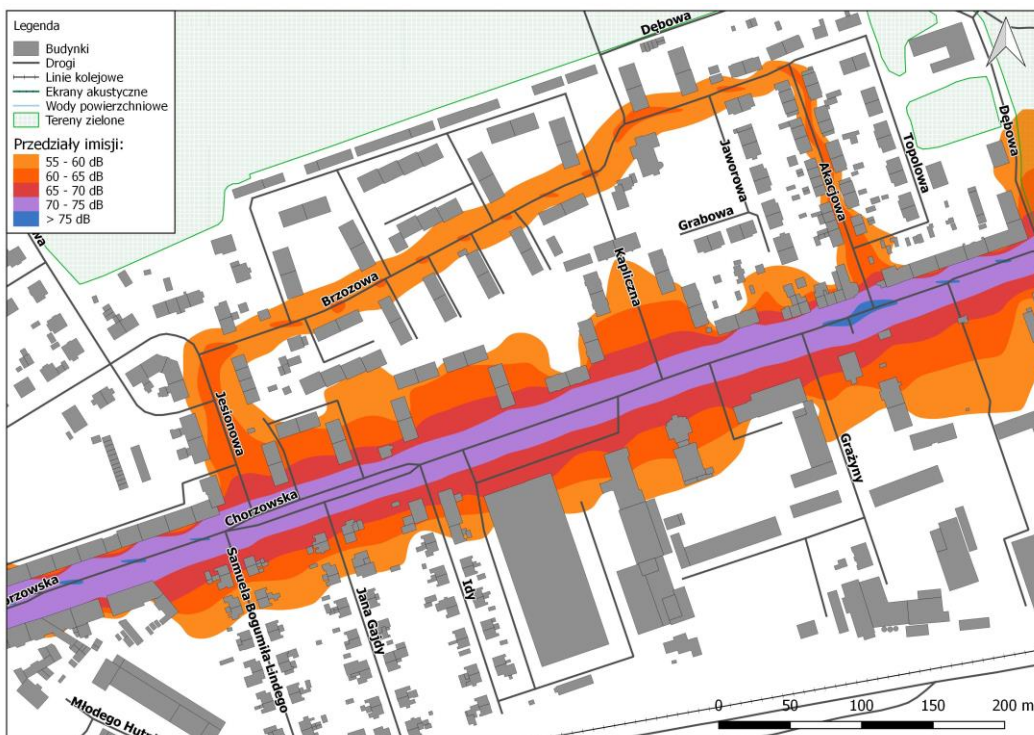 Legenda
Budynki
Drogi
Linie kolejowe
Ekrany akustyczne
Wody powierzchniowe
Tereny zielone
Przedziały imisji:
55 - 60 dB
60 - 65 dB
65 - 70 dB
70 - 75 dB
> 75 dB
Dębowa
Dębowa
Topolowa
Akacjowa
Jaworowa
Grabowa
Kapliczna
Brzozowa
Jesionowa
Chorzowska
Grażyny
Idy
Jana Gajdy
Samuela Bogumiła Lindego
0 50 100 150 200 m